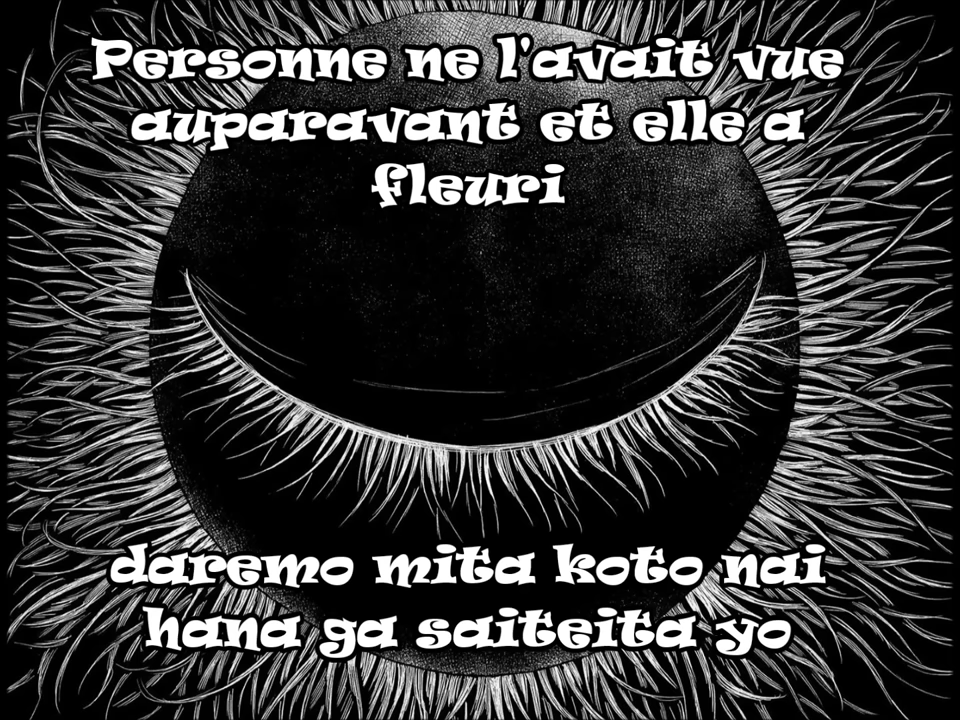 Personne ne l'avait vue
auparavant et elle a
fleuri
daremo mita koto nai
hana ga saiteita yo